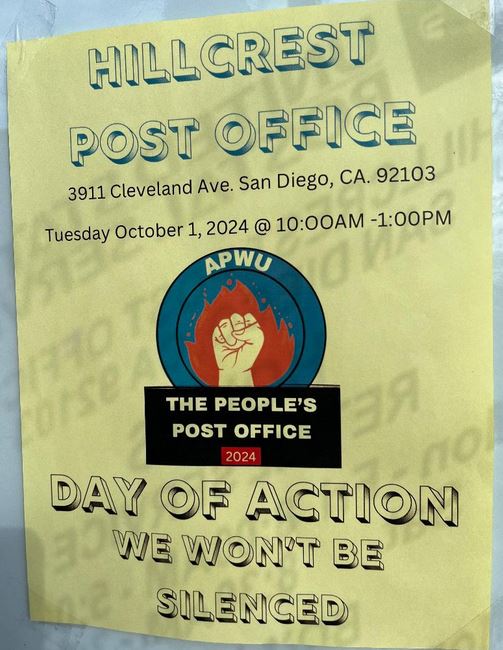 HILLCREST
POST OFFICE
3911 Cleveland Ave. San Diego, CA. 92103
Tuesday October 1, 2024 @ 10:00AM -1:00PM
APWU
THE PEOPLE'S
POST OFFICE
2024
DAY OF ACTION
WE WON'T BE
SILENCED